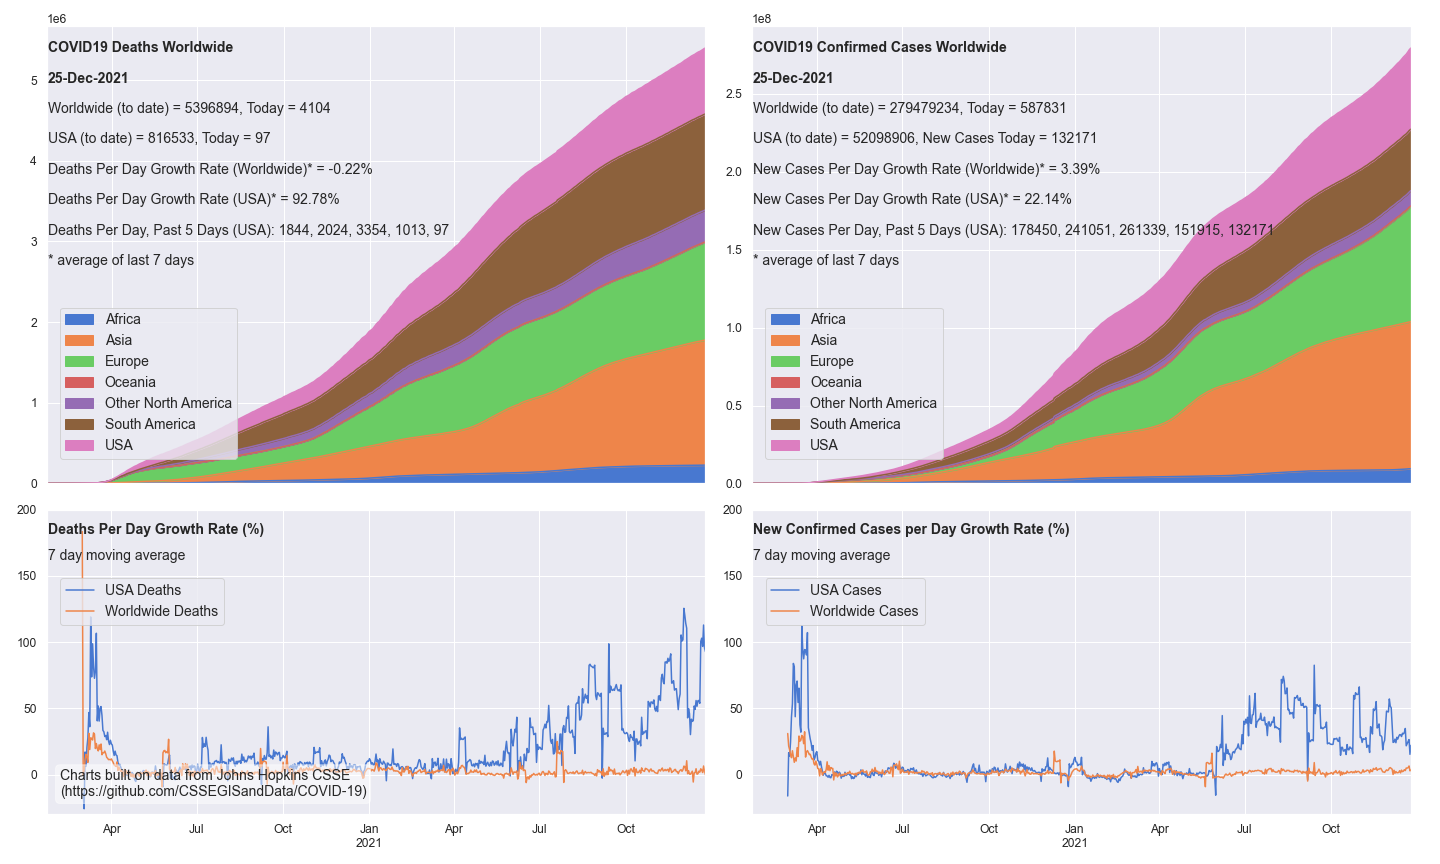 1e6
COVID19 Deaths Worldwide
25-Dec-2021
Worldwide (to date) = 5396894, Today = 4104
USA (to date) = 816533, Today = 97
Deaths Per Day Growth Rate (Worldwide)* = -0.22%
Deaths Per Day Growth Rate (USA)* = 92.78%
Deaths Per Day, Past 5 Days (USA): 1844, 2024, 3354, 1013, 97
* average of last 7 days
Africa
Asia
Europe
Oceania
Other North America
South America
USA
5
4
3
2
1
0
1e8
COVID19 Confirmed Cases Worldwide
25-Dec-2021
Worldwide (to date) = 279479234, Today = 587831
USA (to date) = 52098906, New Cases Today = 132171
New Cases Per Day Growth Rate (Worldwide)* = 3.39%
New Cases Per Day Growth Rate (USA)* = 22.14%
New Cases Per Day, Past 5 Days (USA): 178450, 241051, 261339, 151915, 132171
* average of last 7 days
Africa
Asia
Europe
Oceania
Other North America
South America
USA
2.5
2.0
1.5
1.0
0.5
0.0
Deaths Per Day Growth Rate (%)
7 day moving average
USA Deaths
Worldwide Deaths
200
150
100
50
0
Charts built on data from Johns Hopkins CSSE
(https://github.com/CSSEGISandData/COVID-19)
Apr Jul Oct Jan Apr Jul Oct
2021
New Confirmed Cases per Day Growth Rate (%)
7 day moving average
USA Cases
Worldwide Cases
200
150
100
50
0
Apr Jul Oct Jan Apr Jul Oct
2021